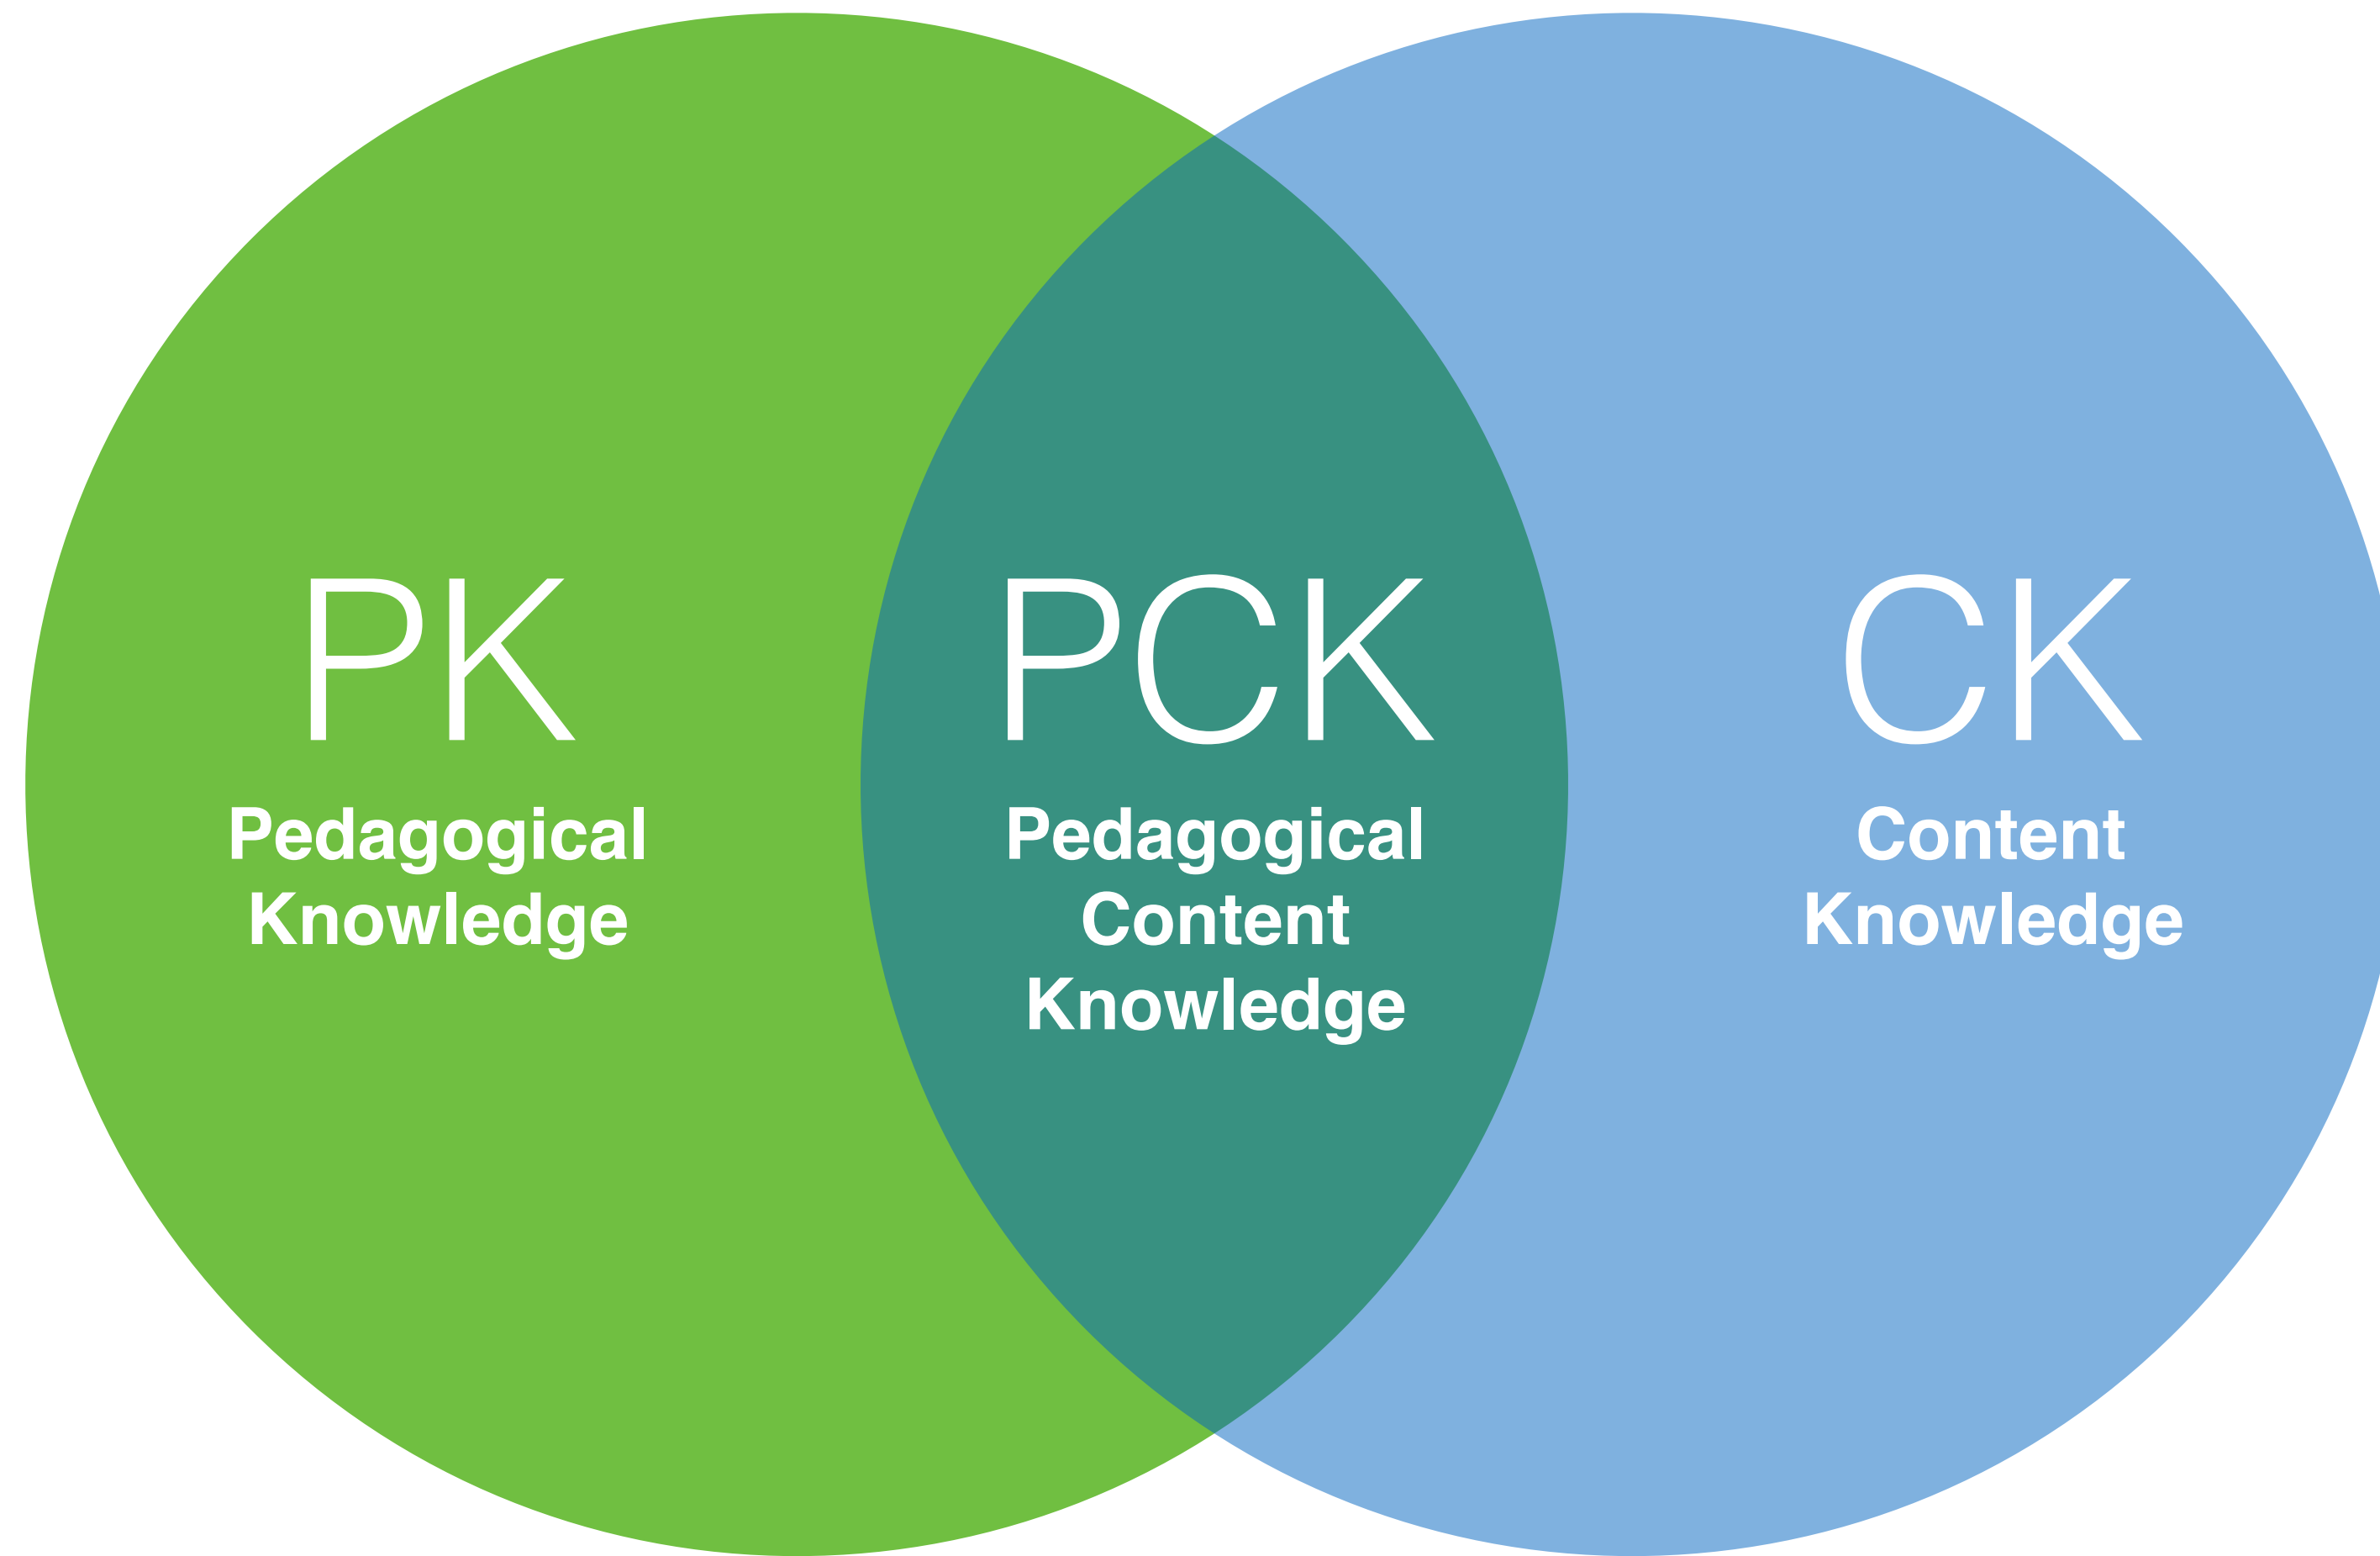 PK
Pedagogical
Knowledge
PCK
Pedagogical
Content
Knowledge
CK
Content
Knowledge